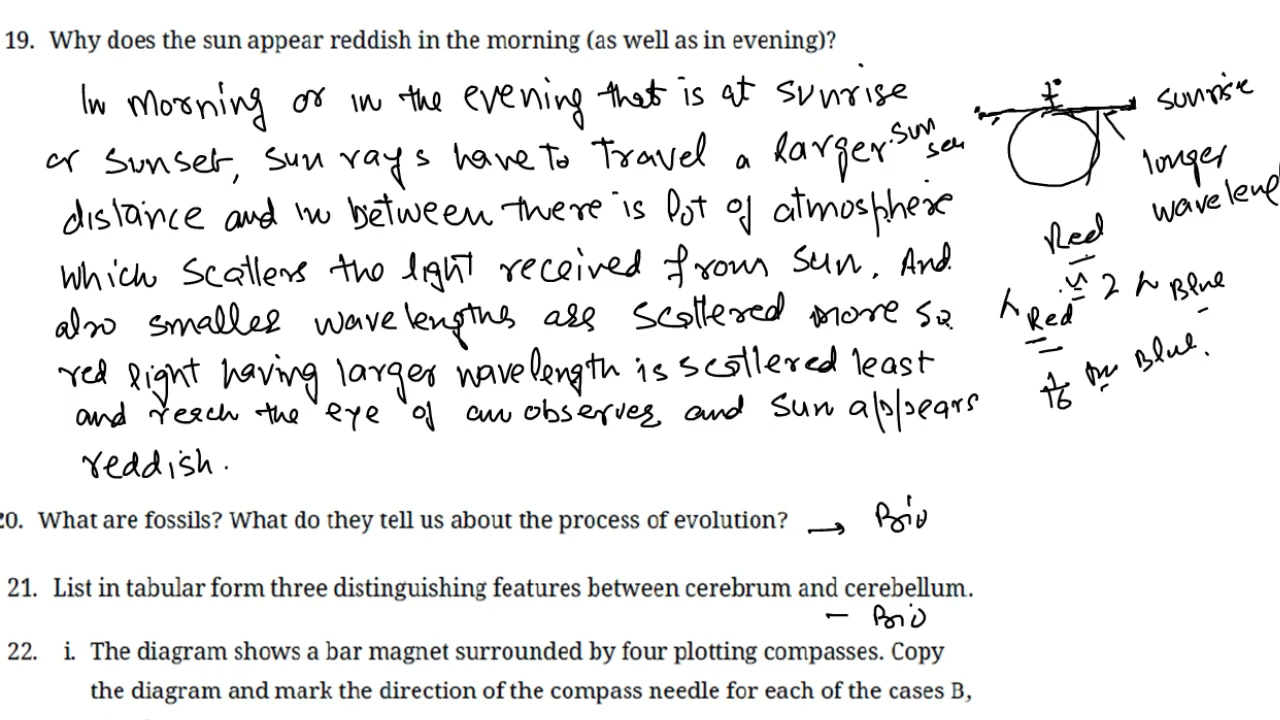 19. Why does the sun appear reddish in the morning (as well as in evening)?
In morning or in the evening that is at sunrise
or sunset, sun rays have to travel a larger
distance and in between there is lot of atmosphere
which scatters the light received from sun. And
also smaller wavelengths are scattered more so
red light having larger wavelength is scattered least
and reach the eye of an observer and sun appears
reddish.
sunrise
sun
set
longer
wavelen
Red
λ Red ≈ 2 λ Blue
1/16 Blue.
20. What are fossils? What do they tell us about the process of evolution? → Bio
21. List in tabular form three distinguishing features between cerebrum and cerebellum.
– Bio
22. i. The diagram shows a bar magnet surrounded by four plotting compasses. Copy
the diagram and mark the direction of the compass needle for each of the cases B,